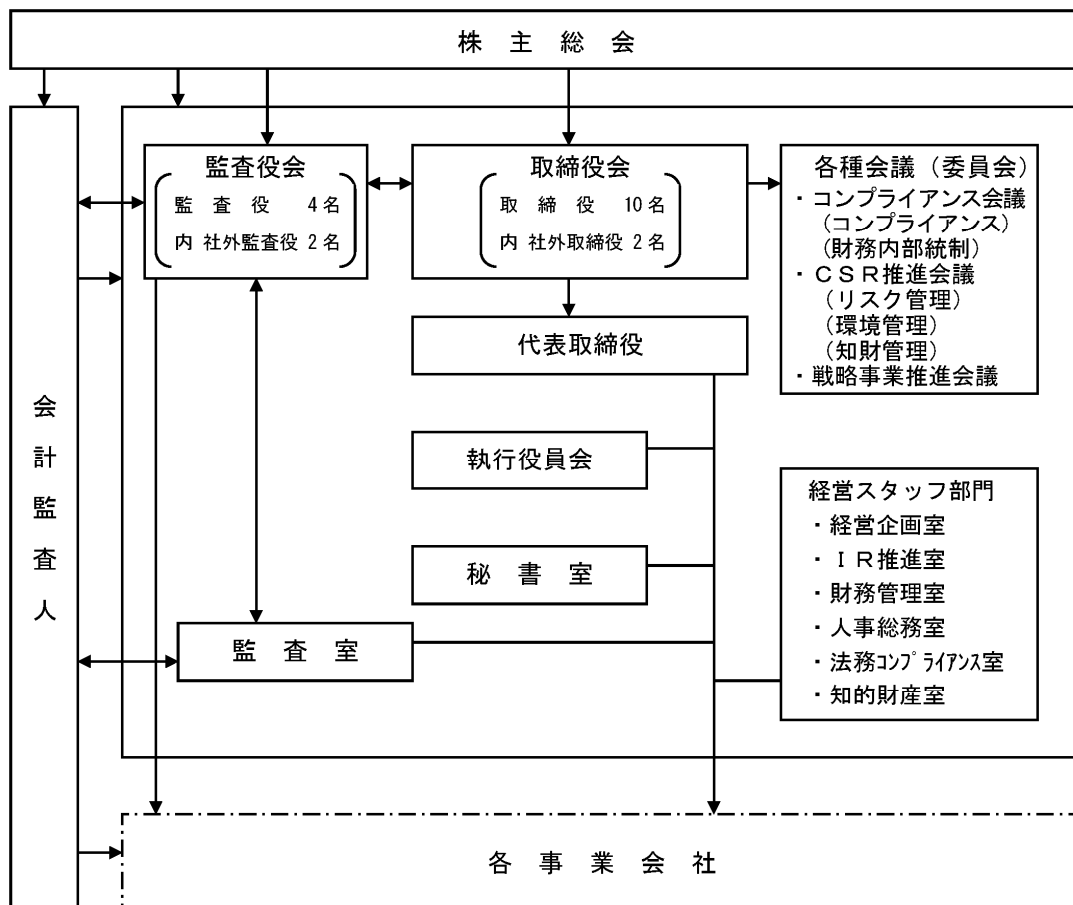 株主総会
会計監査人
監査役会
監査役 4名
内 社外監査役 2名
取締役会
取締役 10名
内 社外取締役 2名
各種会議（委員会）
・コンプライアンス会議
（コンプライアンス）
（財務内部統制）
・ＣＳＲ推進会議
（リスク管理）
（環境管理）
（知財管理）
・戦略事業推進会議
代表取締役
執行役員会
秘書室
監査室
経営スタッフ部門
・経営企画室
・ＩＲ推進室
・財務管理室
・人事総務室
・法務ｺﾝﾌﾟﾗｲｱﾝｽ室
・知的財産室
各事業会社